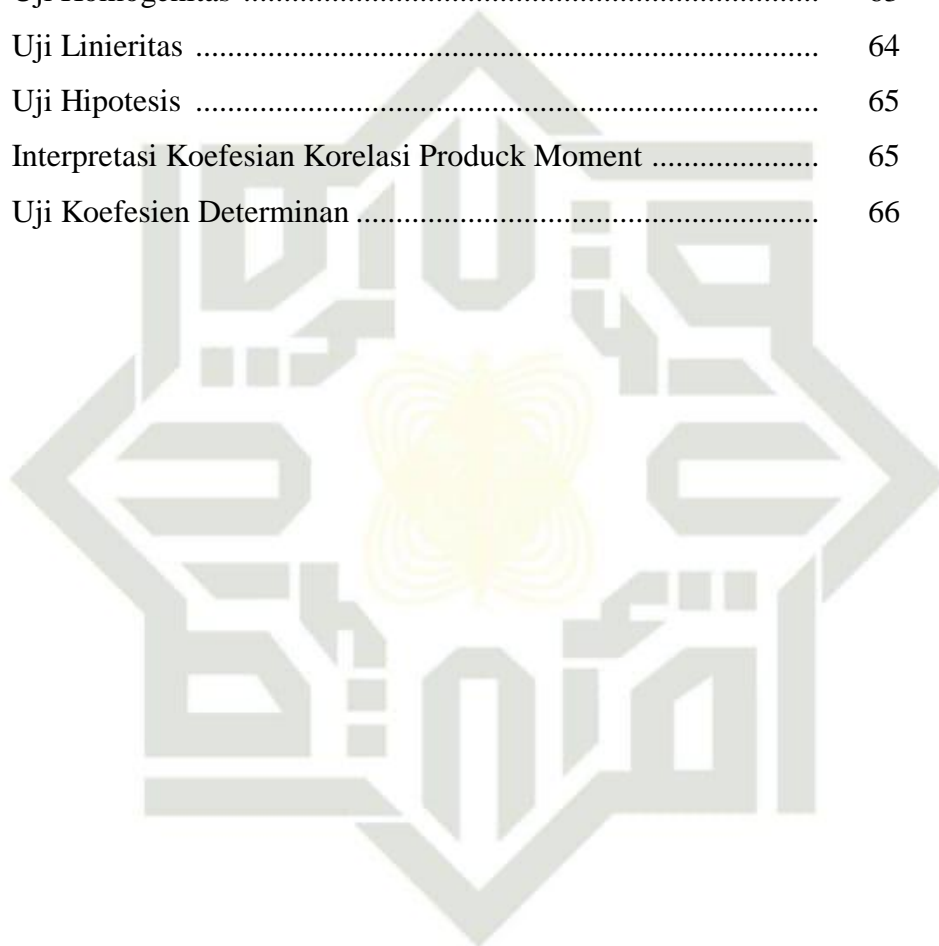 Uji Linieritas ................................................................................ 64
Uji Hipotesis ................................................................................ 65
Interpretasi Koefesian Korelasi Produck Moment ..................... 65
Uji Koefesien Determinan ........................................................... 66